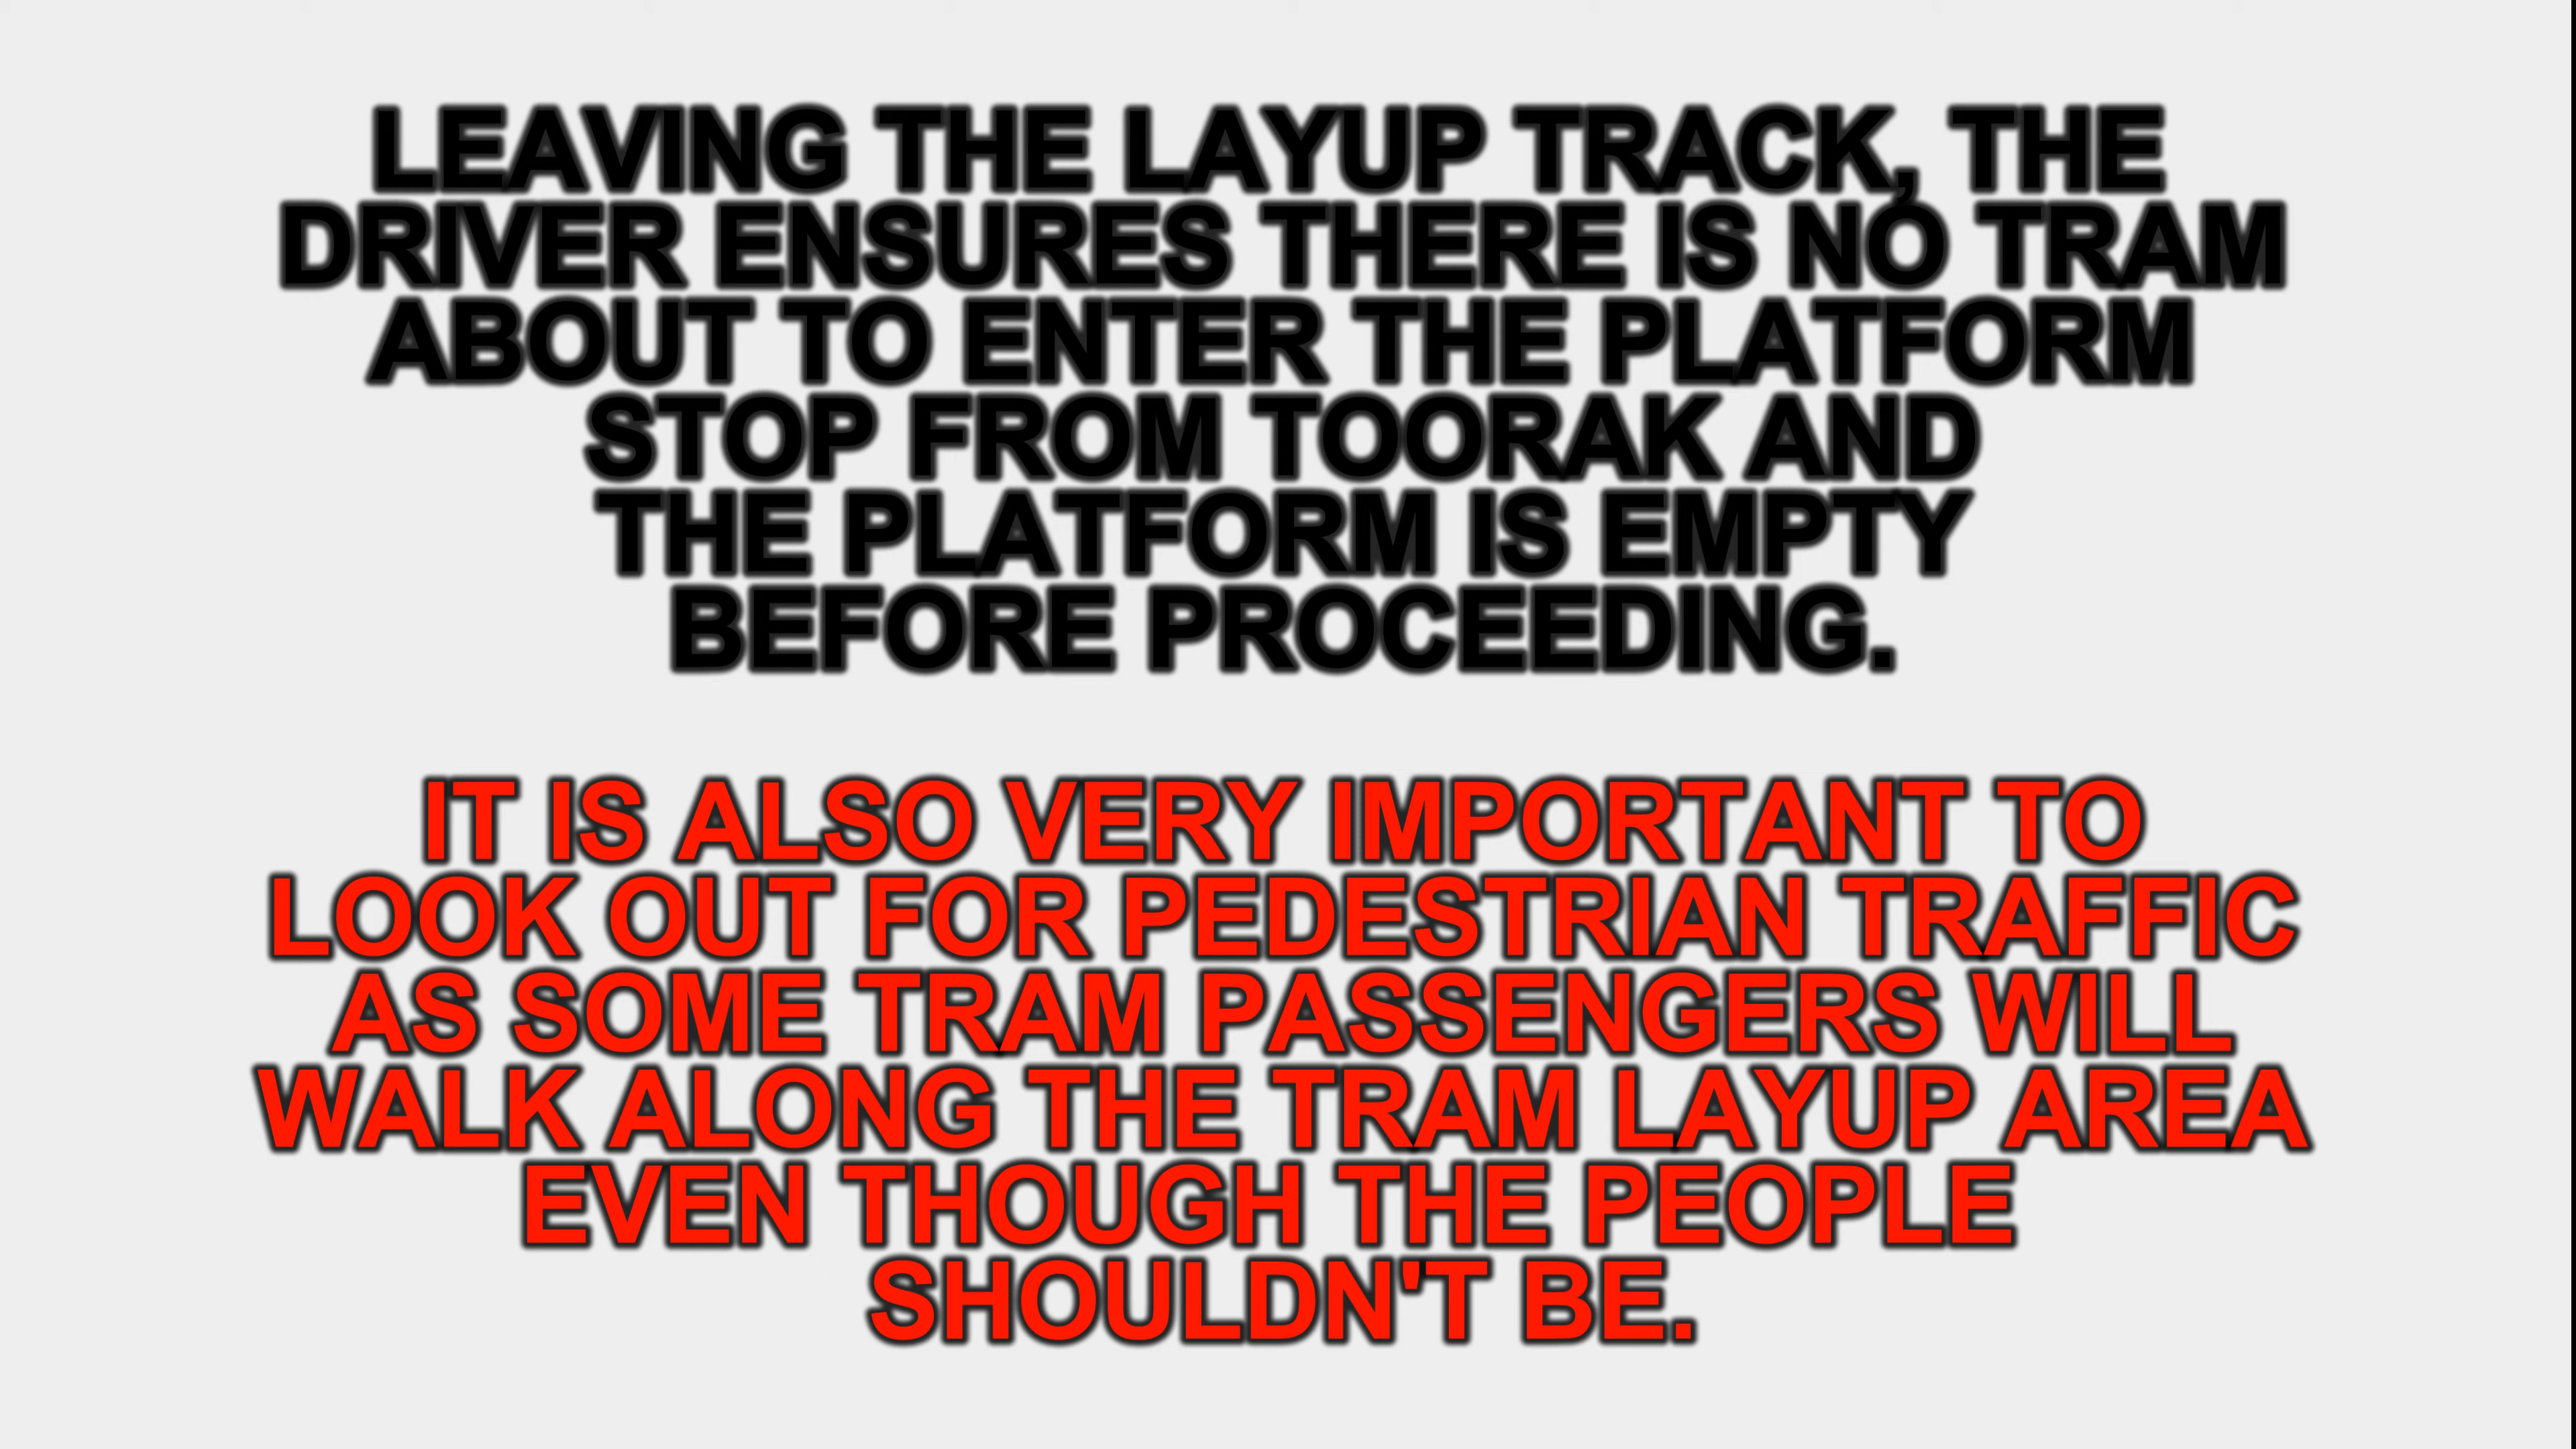 LEAVING THE LAYUP TRACK, THE
DRIVER ENSURES THERE IS NO TRAM
ABOUT TO ENTER THE PLATFORM
STOP FROM TOORAK AND
THE PLATFORM IS EMPTY
BEFORE PROCEEDING.
IT IS ALSO VERY IMPORTANT TO
LOOK OUT FOR PEDESTRIAN TRAFFIC
AS SOME TRAM PASSENGERS WILL
WALK ALONG THE TRAM LAYUP AREA
EVEN THOUGH THE PEOPLE
SHOULDN'T BE.